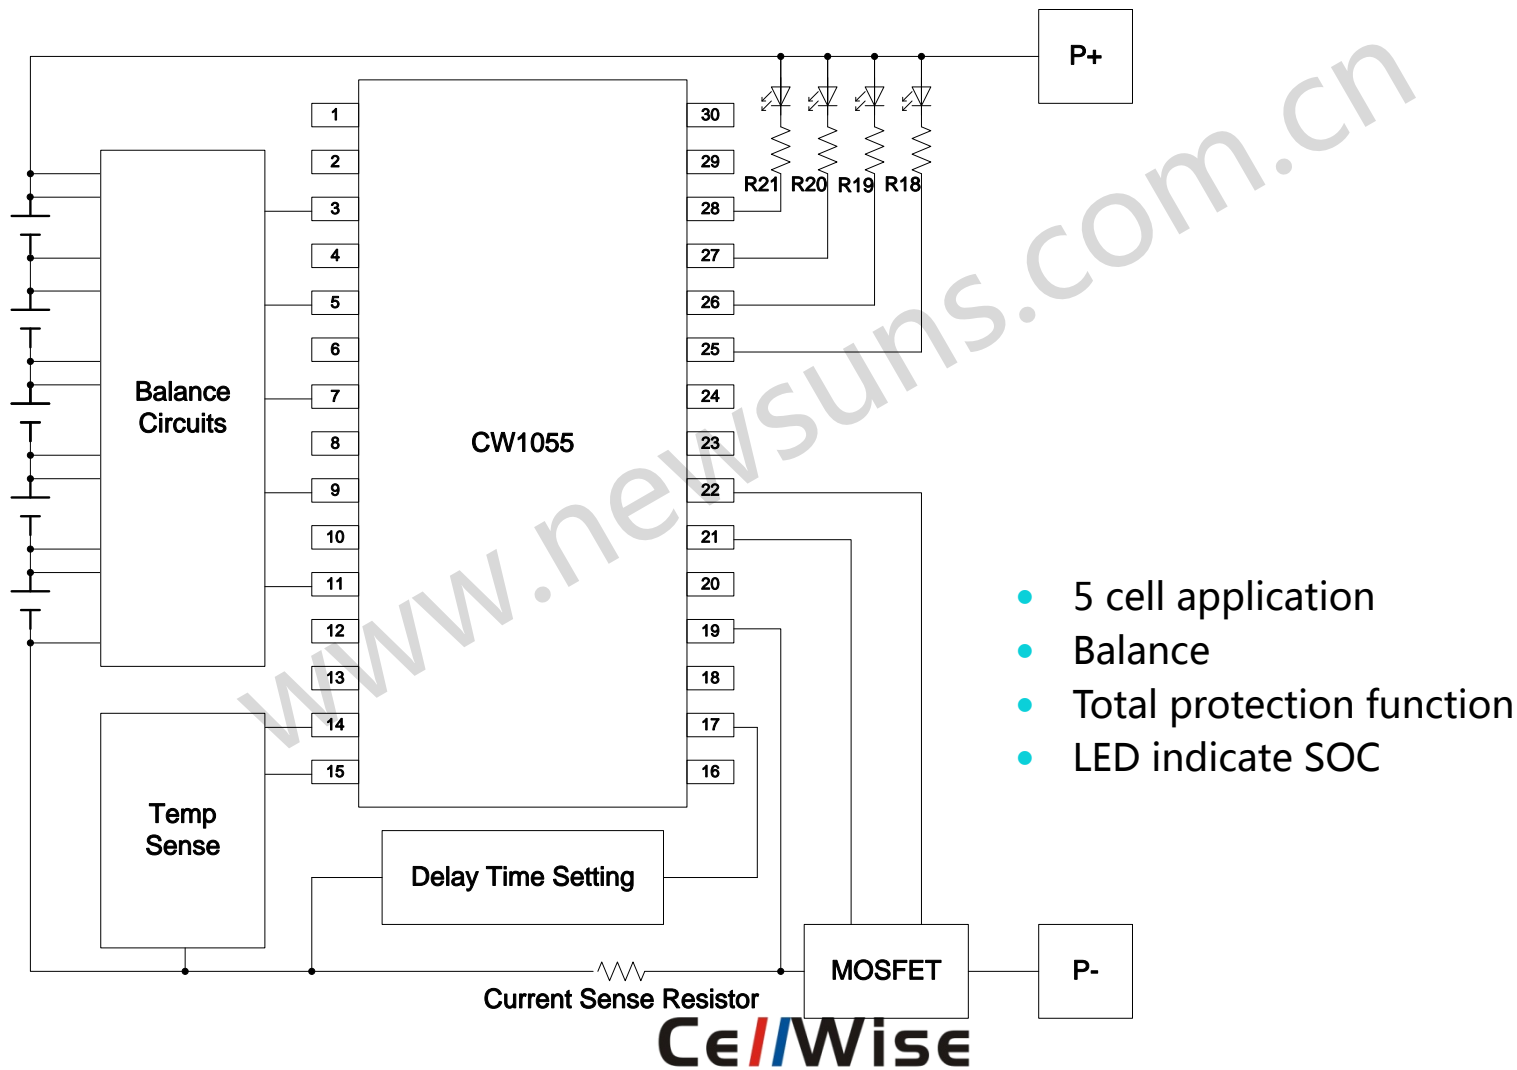 P+
1
30
2
29
R21
R20
R19
R18
3
28
4
27
5
26
6
25
Balance
Circuits
7
24
CW1055
8
23
9
22
10
21
11
20
12
19
13
18
14
17
15
16
www.newsuns.com.cn
• 5 cell application
• Balance
• Total protection function
• LED indicate SOC
Temp
Sense
Delay Time Setting
MOSFET
P-
Current Sense Resistor
CellWise